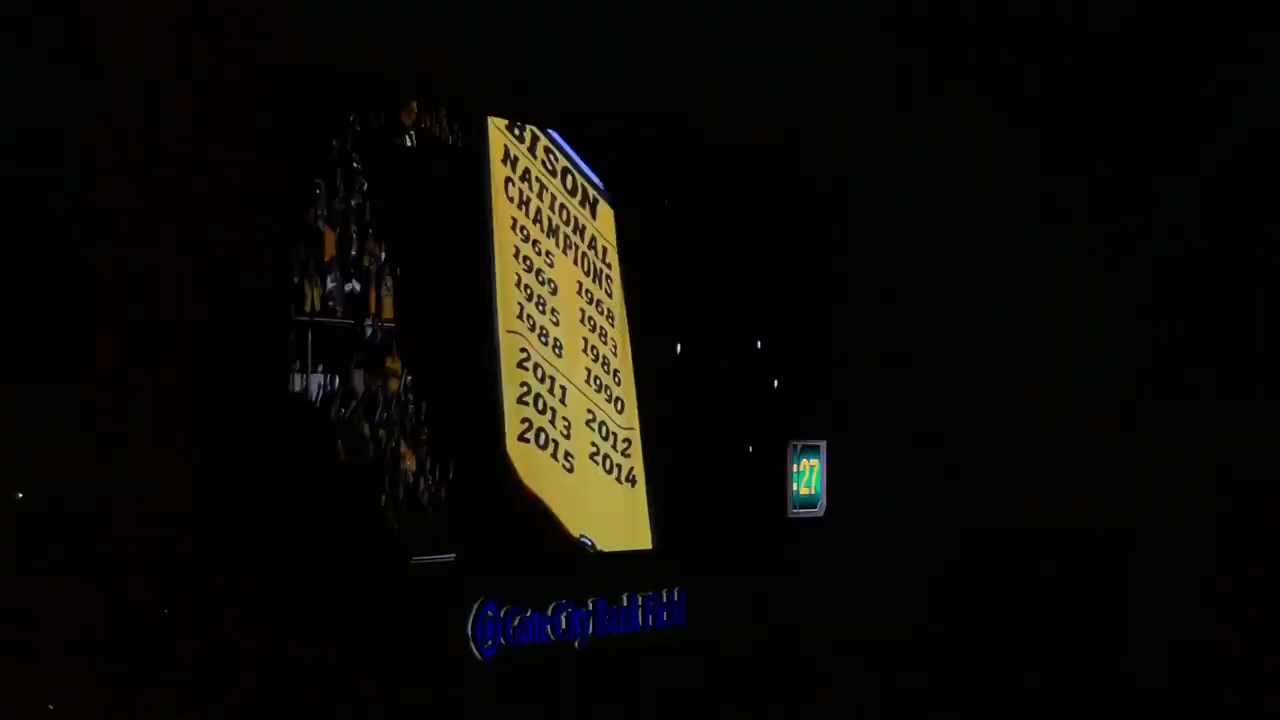 BISON
NATIONAL
CHAMPIONS
1965 1968
1969 1983
1985 1986
1988 1990
2011 2012
2013 2014
2015
:27
Gate City Bank Field